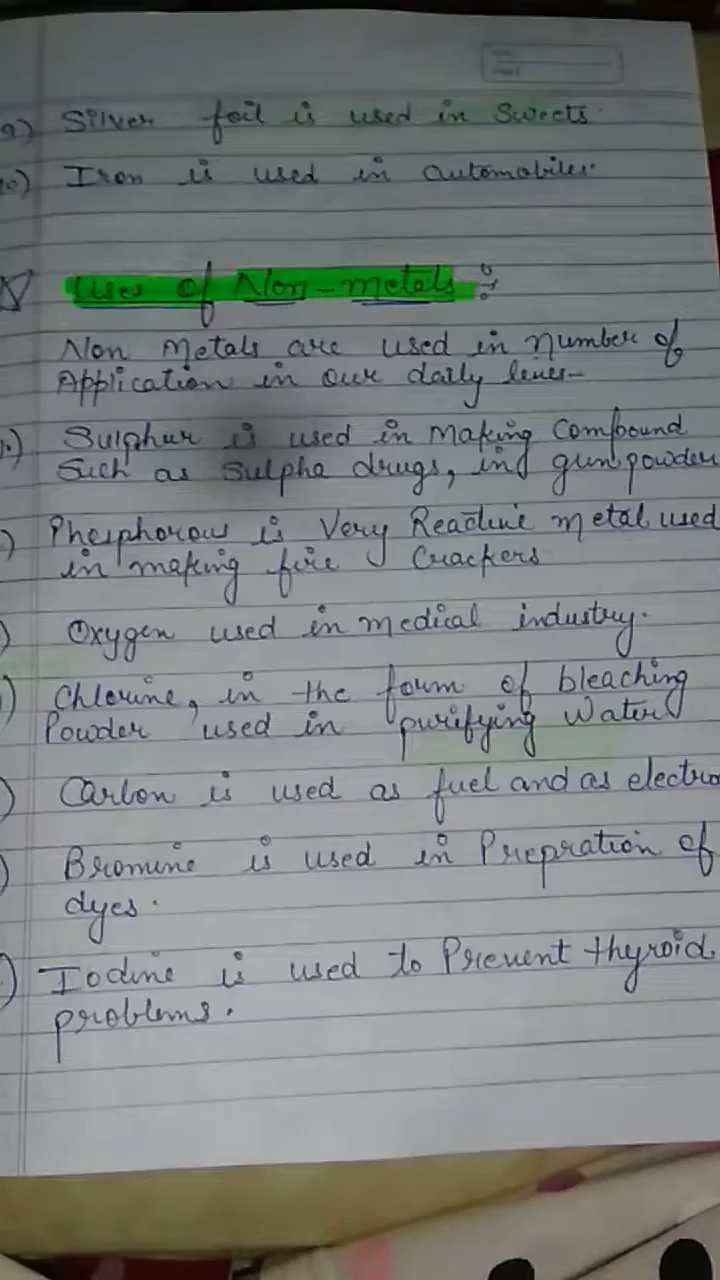 9) Silver foil is used in Sweets.
10) Iron is used in automobiles.
Uses of Non-metals :-
Non Metals are used in number of
Application in our daily lives-
Sulphur is used in making Compound
Such as Sulpha drugs, in gun powder
Phosphorous is Very Reactive metal used
in making fire Crackers
Oxygen used in medical industry.
Chlorine, in the form of bleaching
Powder used in purifying Water
Carbon is used as fuel and as electro
Bromine is used in Prepration of
dyes.
Iodine is used to Prevent thyroid
problems.